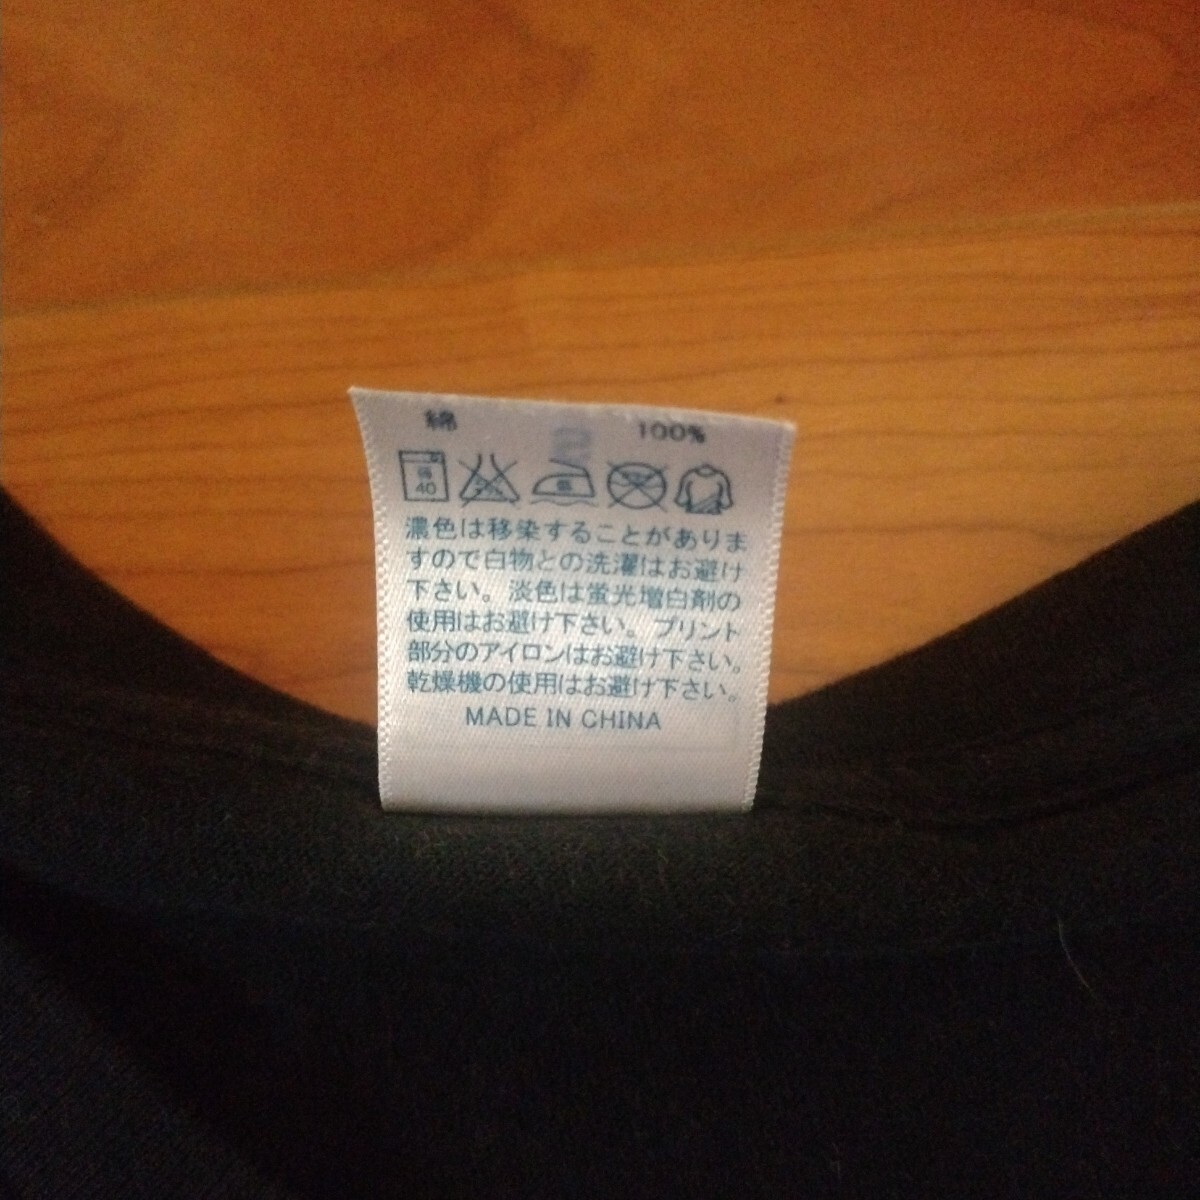 綿 100%
40
濃色は移染することがありま
すので白物との洗濯はお避け
下さい。淡色は蛍光増白剤の
使用はお避け下さい。プリント
部分のアイロンはお避け下さい。
乾燥機の使用はお避け下さい。
MADE IN CHINA